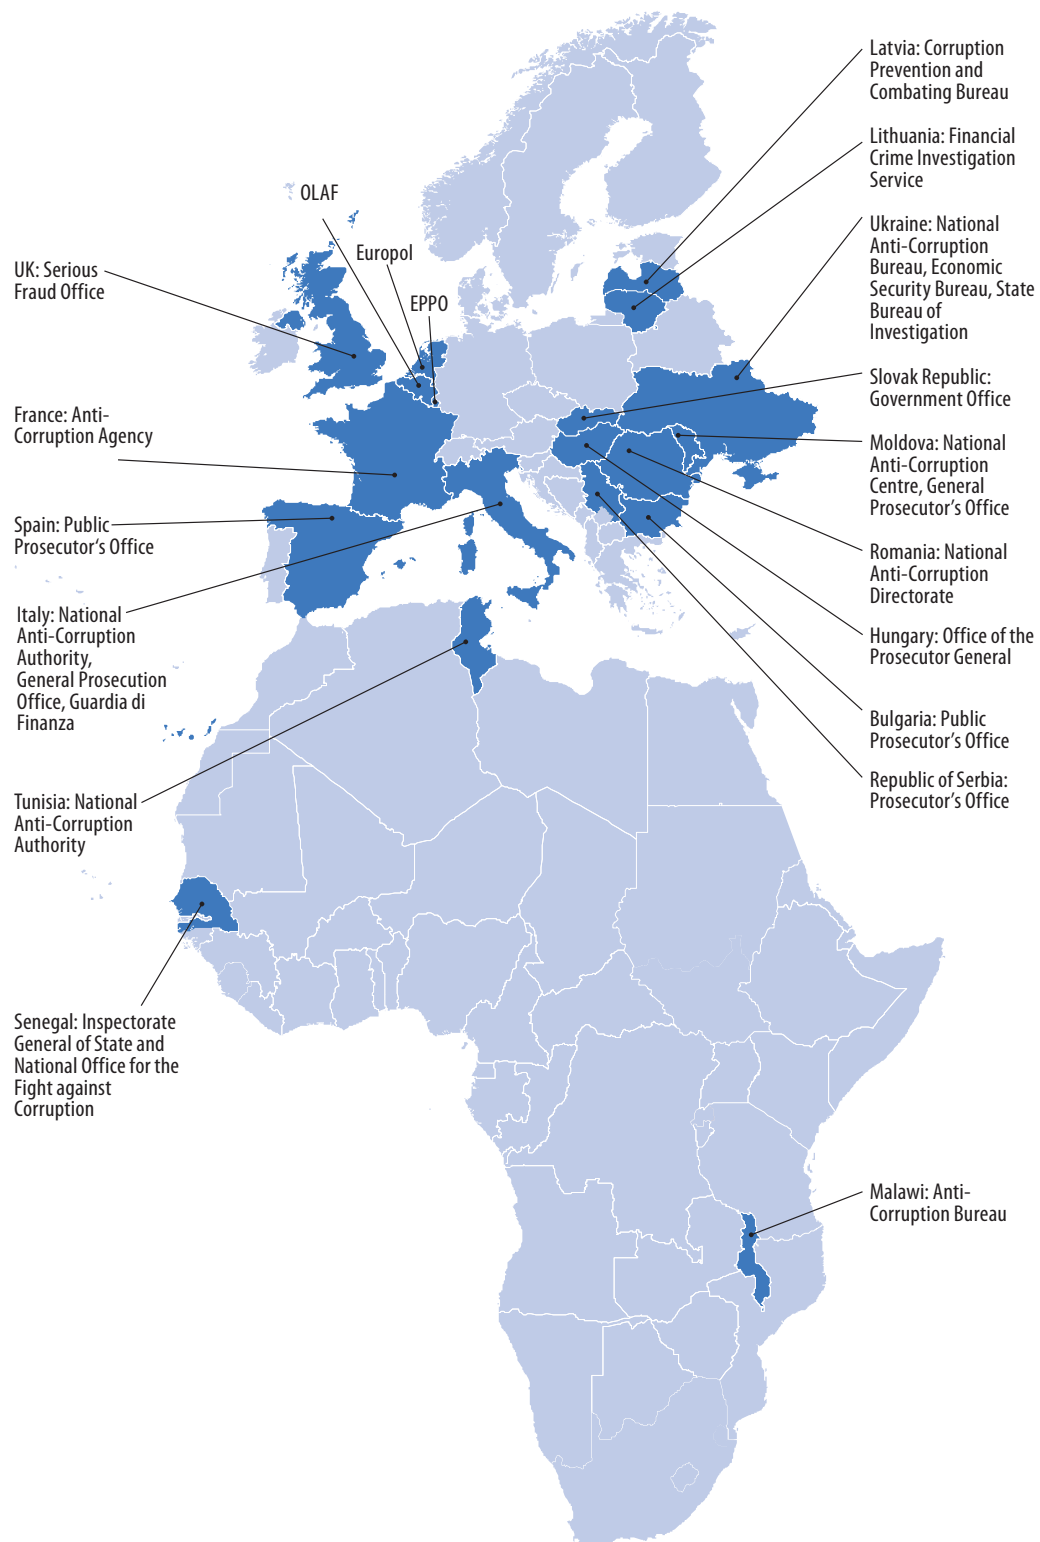 OLAF
Europol
EPPO
UK: Serious
Fraud Office
France: Anti-
Corruption Agency
Spain: Public
Prosecutor's Office
Italy: National
Anti-Corruption
Authority,
General Prosecution
Office, Guardia di
Finanza
Tunisia: National
Anti-Corruption
Authority
Senegal: Inspectorate
General of State and
National Office for the
Fight against
Corruption
Latvia: Corruption
Prevention and
Combating Bureau
Lithuania: Financial
Crime Investigation
Service
Ukraine: National
Anti-Corruption
Bureau, Economic
Security Bureau, State
Bureau of
Investigation
Slovak Republic:
Government Office
Moldova: National
Anti-Corruption
Centre, General
Prosecutor's Office
Romania: National
Anti-Corruption
Directorate
Hungary: Office of the
Prosecutor General
Bulgaria: Public
Prosecutor's Office
Republic of Serbia:
Prosecutor's Office
Malawi: Anti-
Corruption Bureau